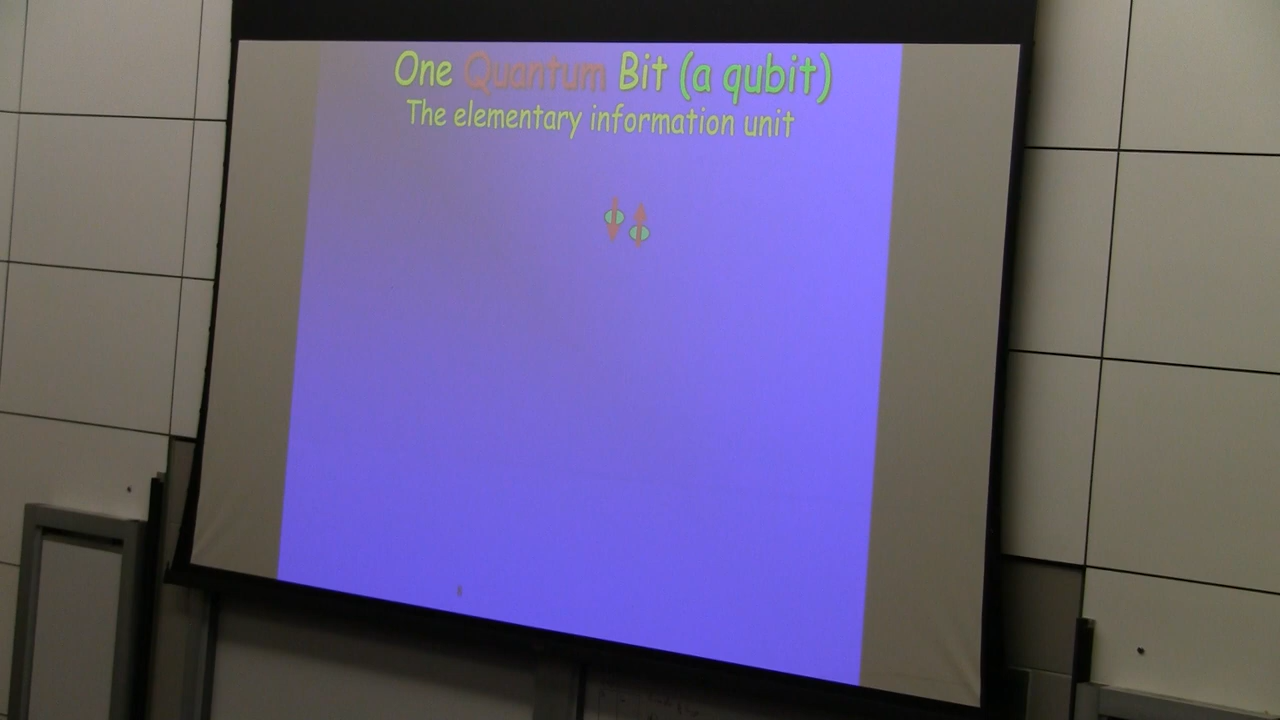 One Quantum Bit (a qubit)
The elementary information unit